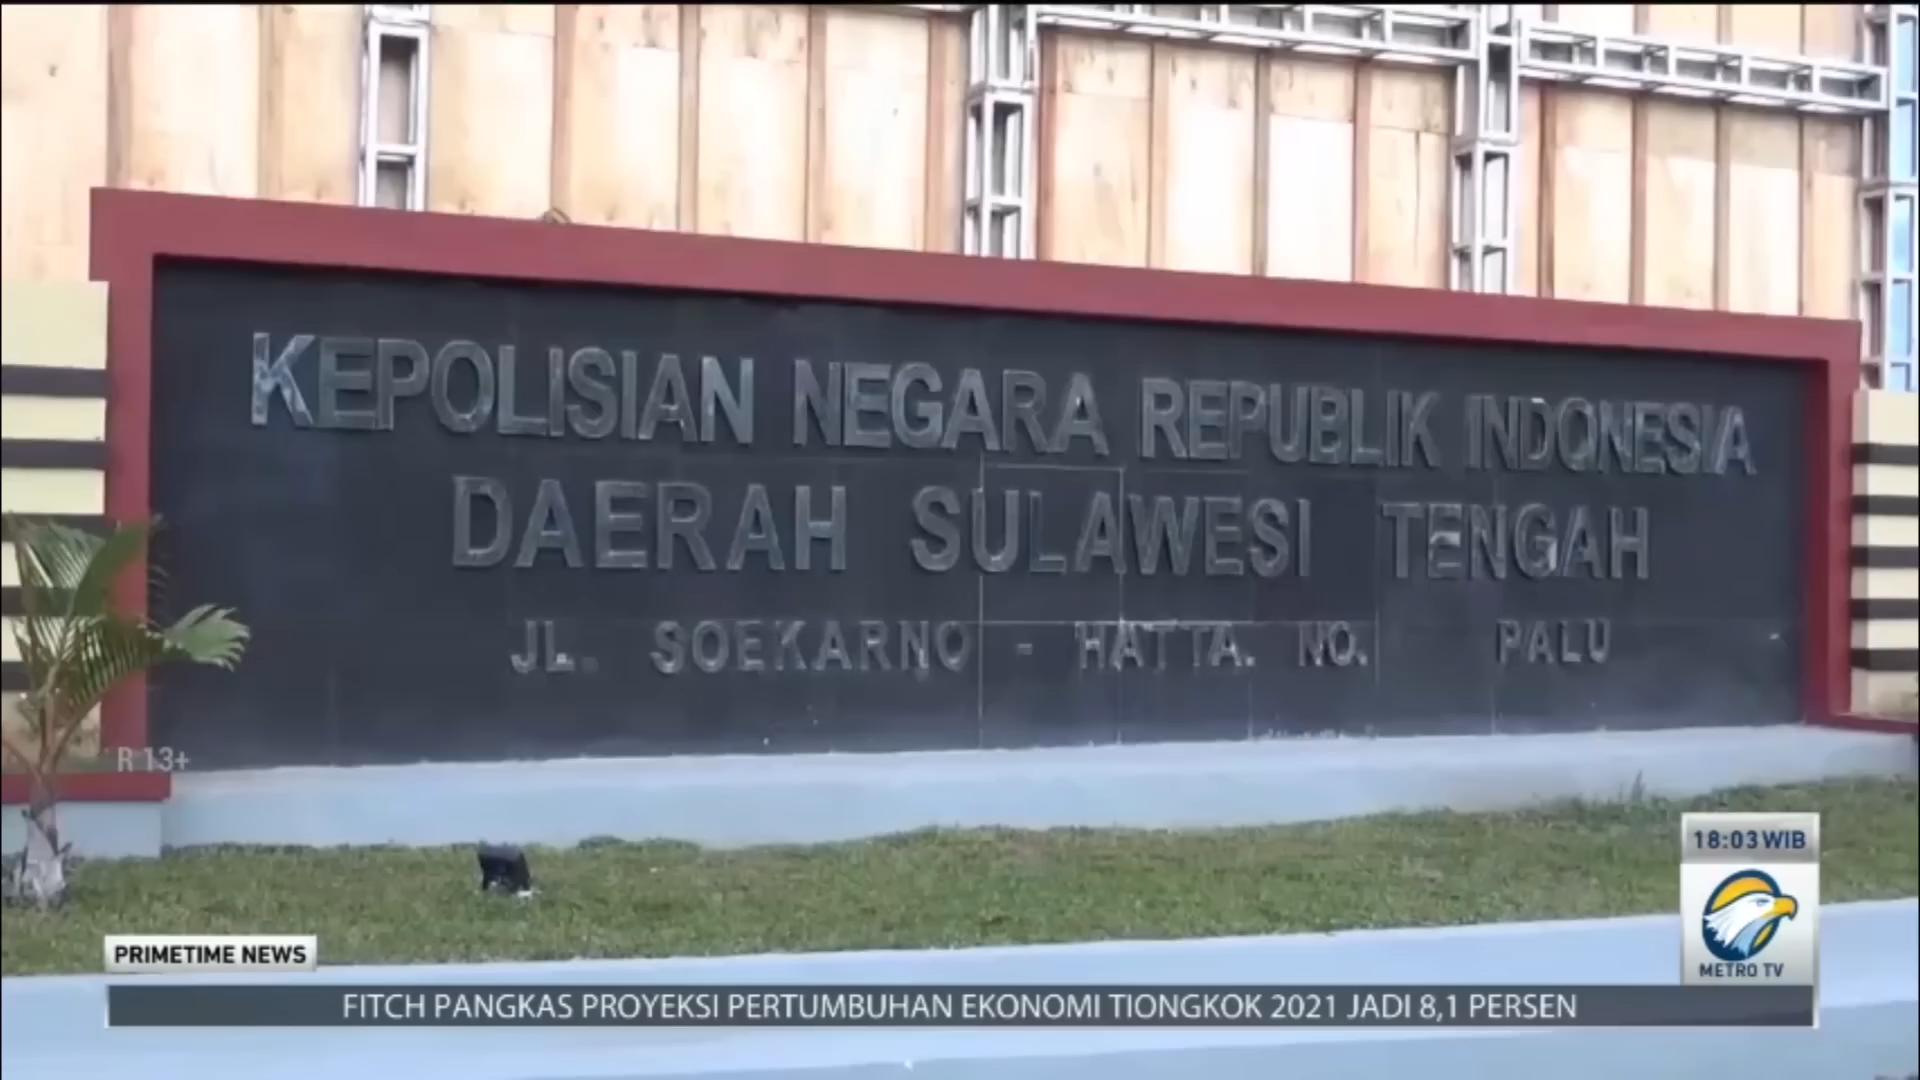 KEPOLISIAN NEGARA REPUBLIK INDONESIA
DAERAH SULAWESI TENGAH
JL. SOEKARNO - HATTA. NO. PALU
R 13+
18:03 WIB
METRO TV
PRIMETIME NEWS
FITCH PANGKAS PROYEKSI PERTUMBUHAN EKONOMI TIONGKOK 2021 JADI 8,1 PERSEN